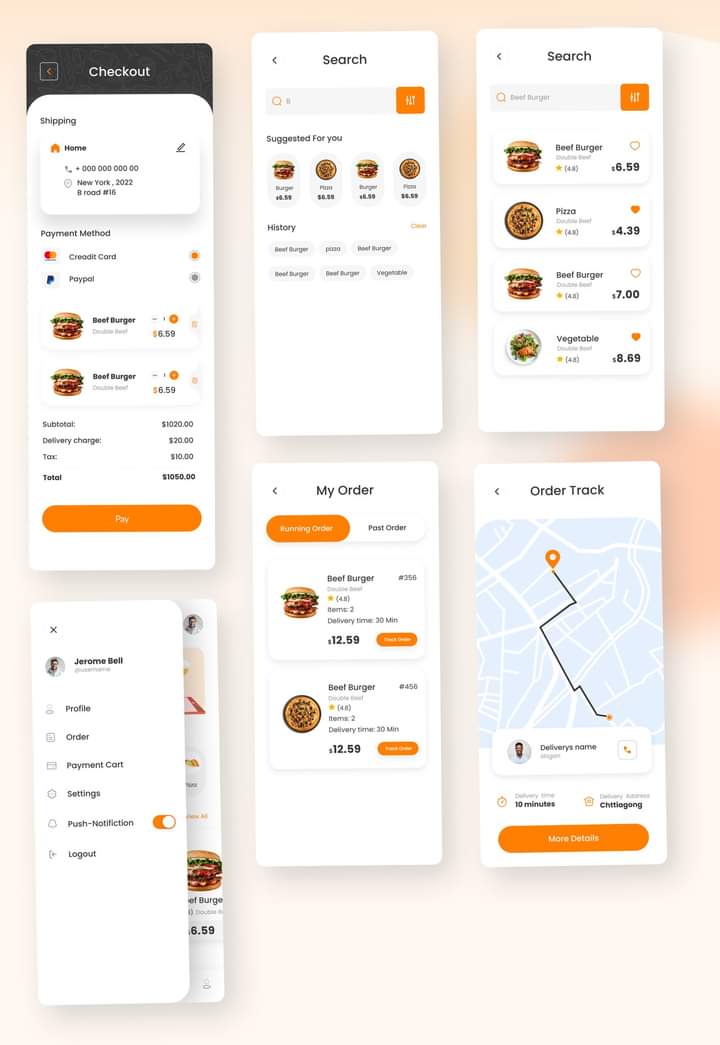 Checkout
Shipping
Home
+ 000 000 000 00
New York , 2022
B road #16
Payment Method
Creadit Card
Paypal
Beef Burger
Double Beef
− 1 +
$6.59
Beef Burger
Double Beef
− 1 +
$6.59
Subtotal: $1020.00
Delivery charge: $20.00
Tax: $10.00
Total $1050.00
Pay
Search
B
Suggested For you
Burger Pizza Burger Pizza
$6.59 $6.59 $6.59 $6.59
History Clear
Beef Burger pizza Beef Burger
Beef Burger Beef Burger Vegetable
Search
Beef Burger
Beef Burger
Double Beef
(4.8) $6.59
Pizza
Double Beef
(4.8) $4.39
Beef Burger
Double Beef
(4.8) $7.00
Vegetable
Double Beef
(4.8) $8.69
Jerome Bell
@username
Profile
Order
Payment Cart
Settings
Push-Notifiction
Logout
Pizza
View All
ef Burge
Double B
6.59
My Order
Running Order Past Order
Beef Burger #356
Double Beef
(4.8)
Items: 2
Delivery time: 30 Min
$12.59 Track Order
Beef Burger #456
Double Beef
(4.8)
Items: 2
Delivery time: 30 Min
$12.59 Track Order
Order Track
Deliverys name
slogan
Delivery time
10 minutes
Delivery Address
Chttiagong
More Details